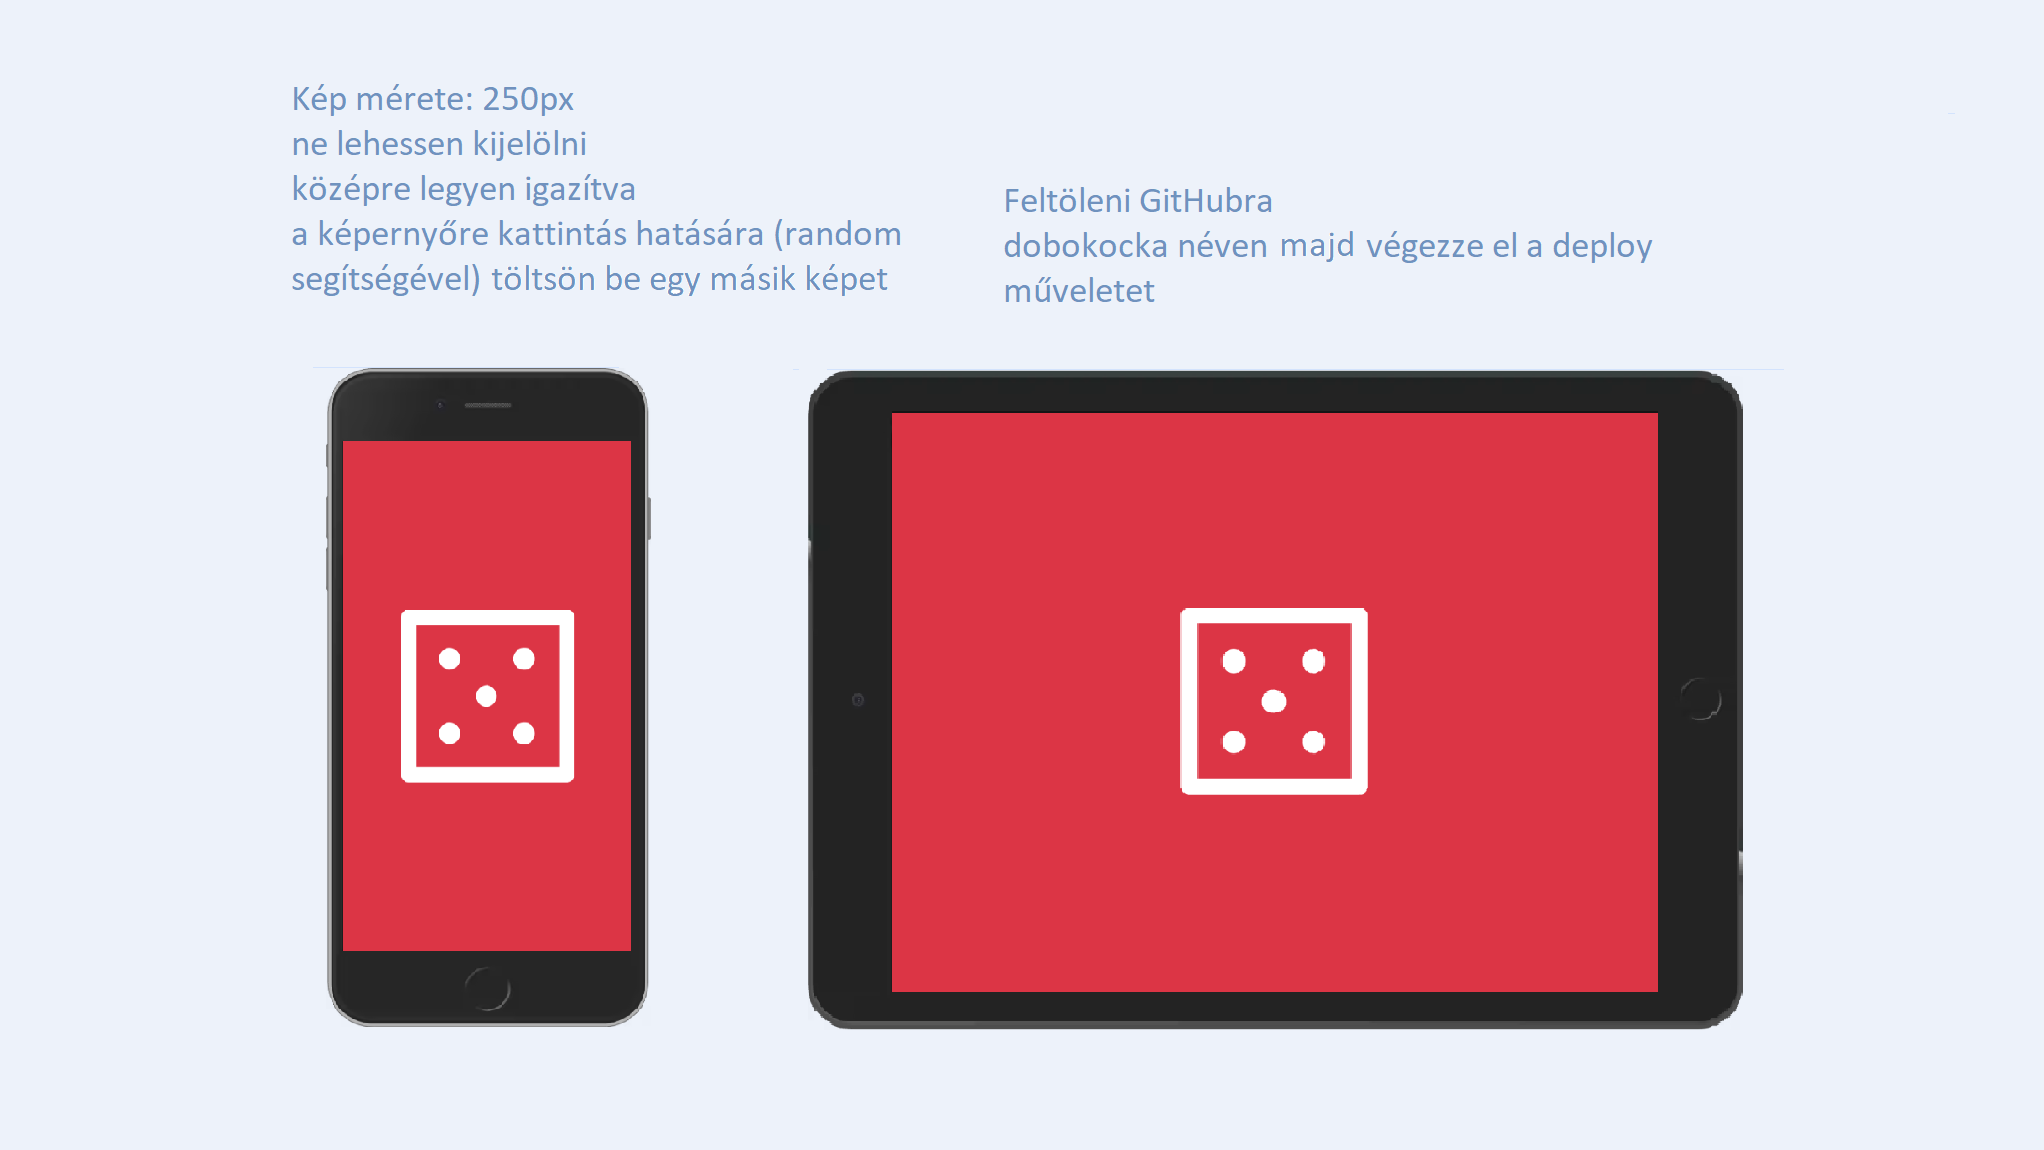 Kép mérete: 250px
ne lehessen kijelölni
középre legyen igazítva
a képernyőre kattintás hatására (random
segítségével) töltsön be egy másik képet
Feltöleni GitHubra
dobokocka néven majd végezze el a deploy
műveletet